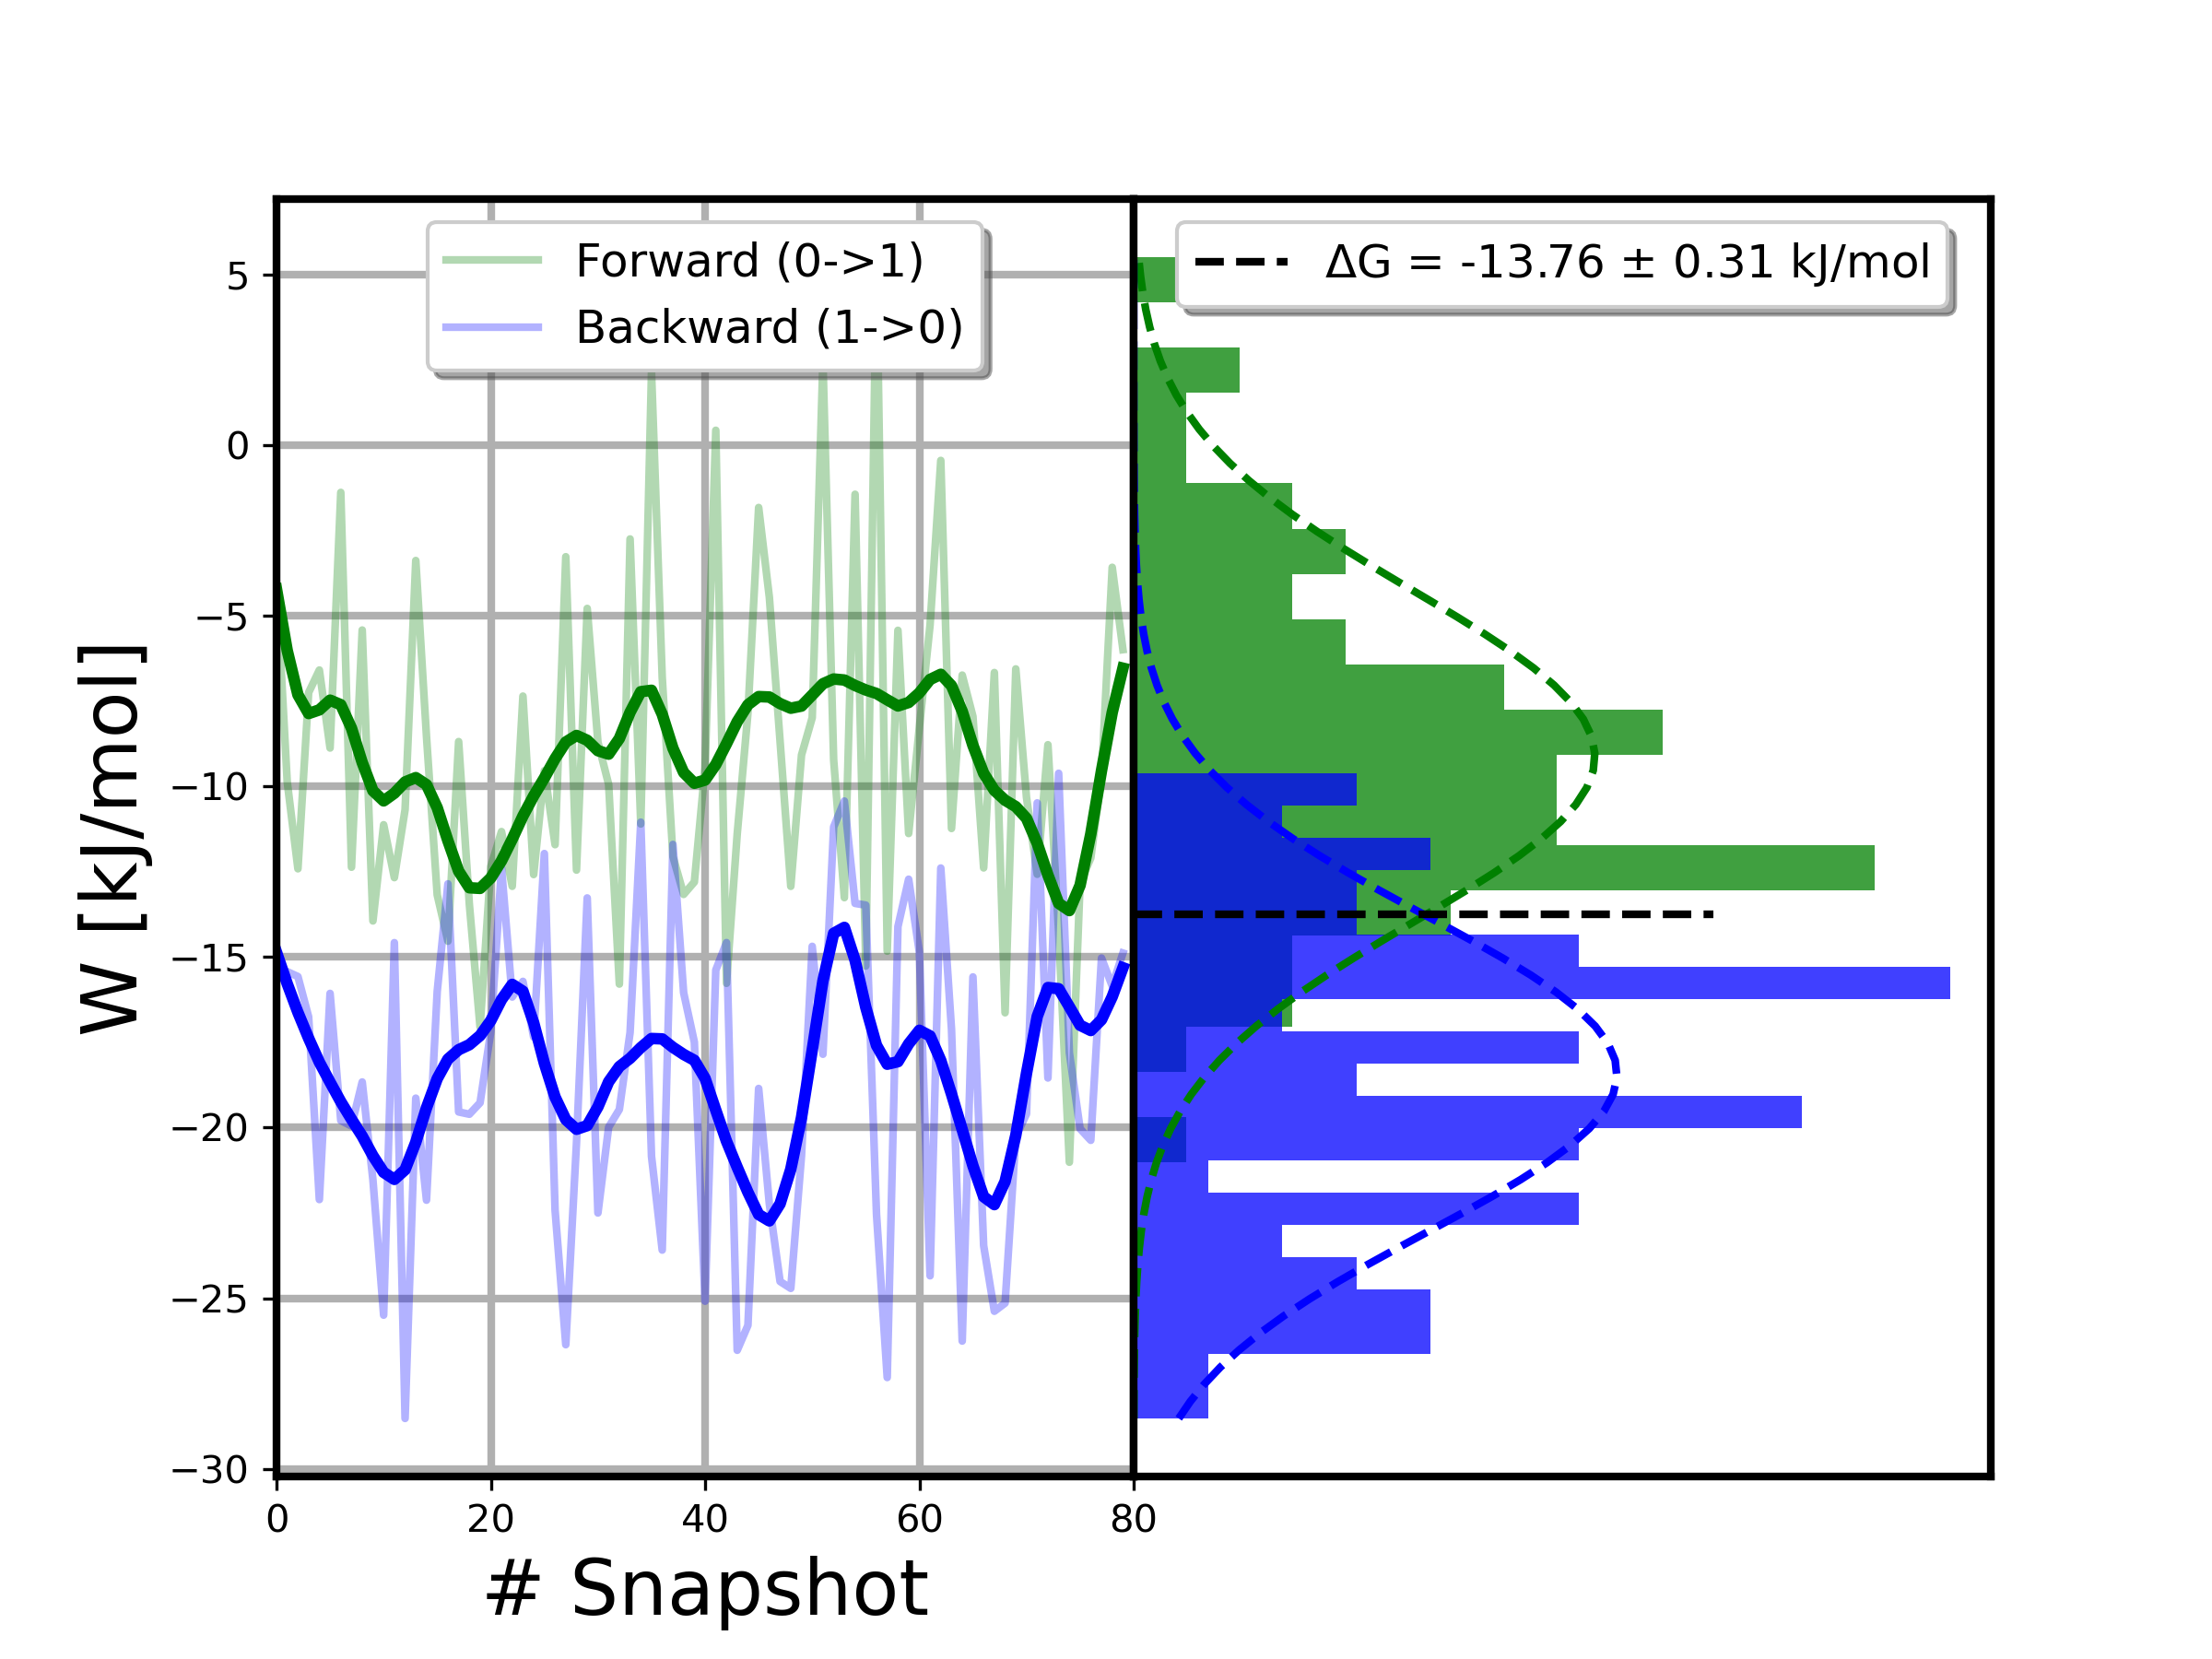 Forward (0->1)
Backward (1->0)
ΔG = -13.76 ± 0.31 kJ/mol
W [kJ/mol]
5
0
−5
−10
−15
−20
−25
−30
0 20 40 60 80
# Snapshot